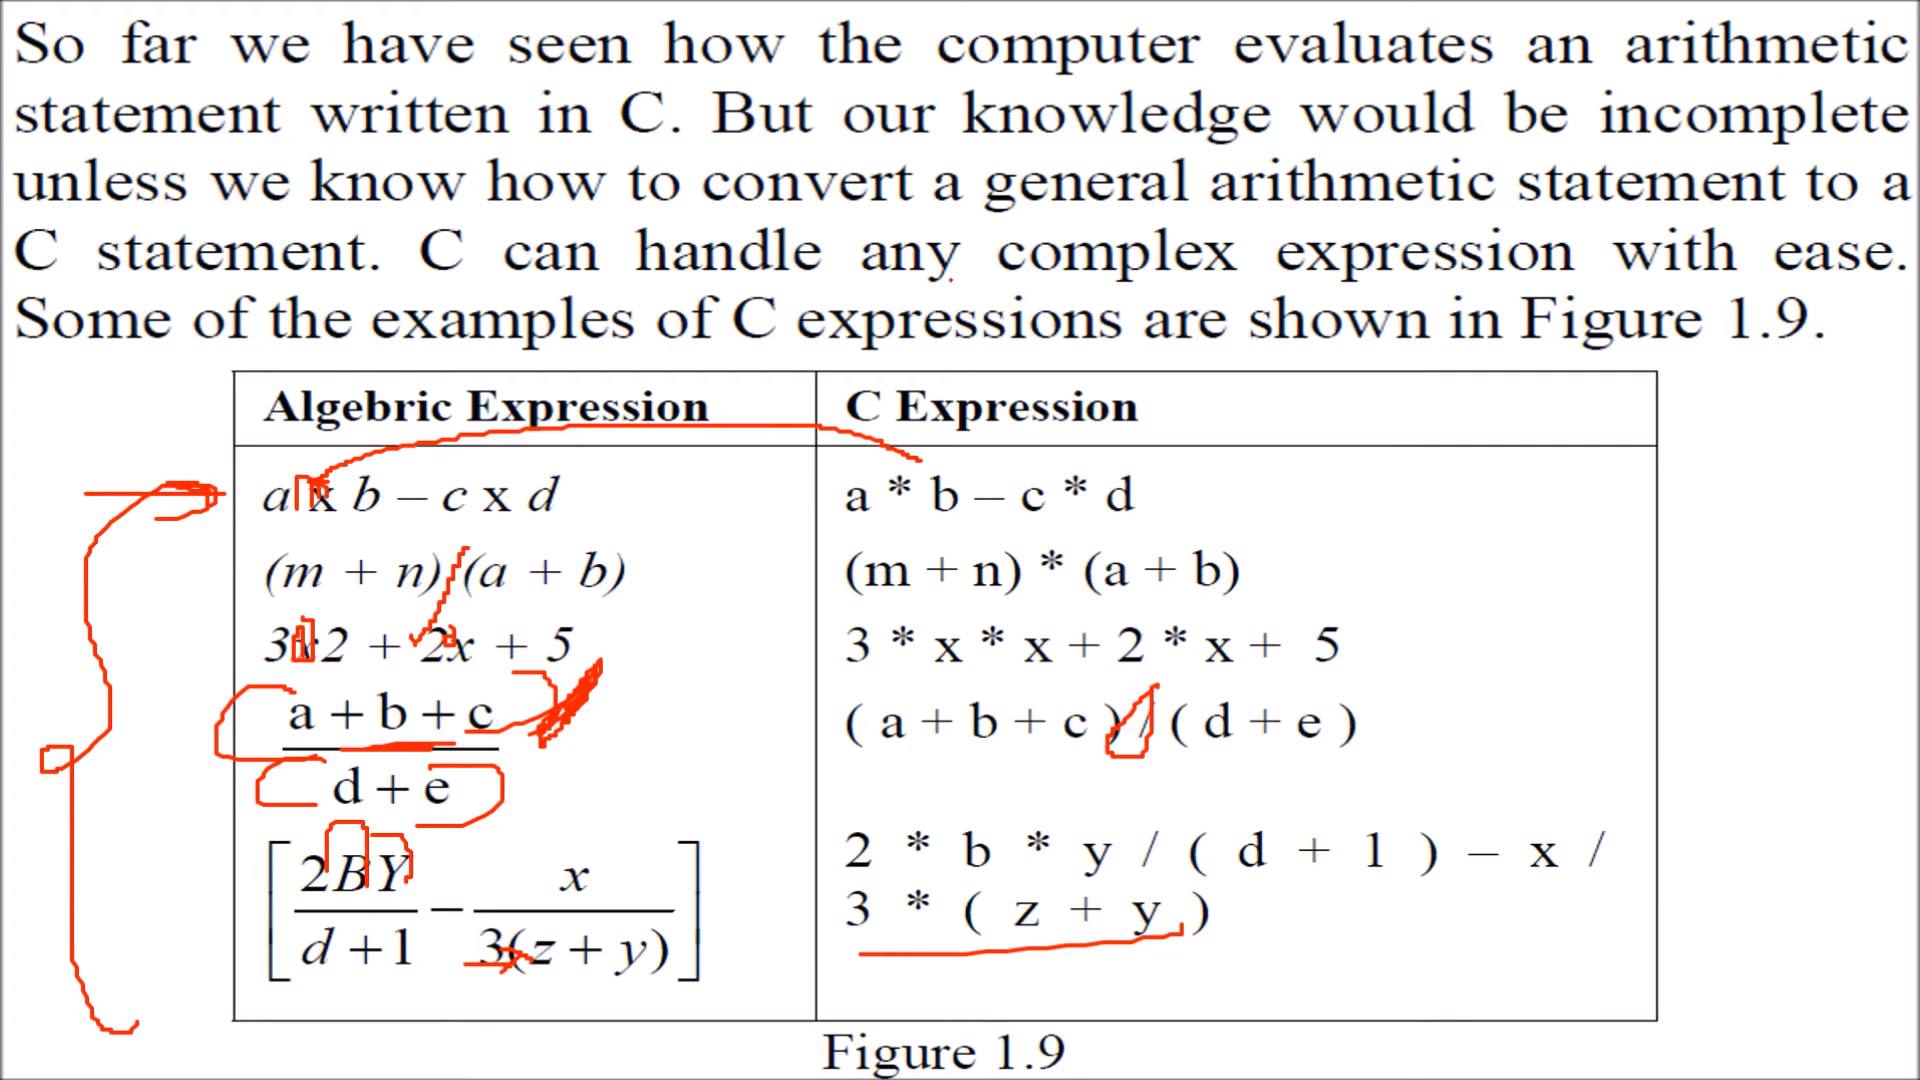 So far we have seen how the computer evaluates an arithmetic
statement written in C. But our knowledge would be incomplete
unless we know how to convert a general arithmetic statement to a
C statement. C can handle any complex expression with ease.
Some of the examples of C expressions are shown in Figure 1.9.
Algebric Expression
C Expression
a x b – c x d
a * b – c * d
(m + n) (a + b)
(m + n) * (a + b)
3x2 + 2x + 5
3 * x * x + 2 * x + 5
a + b + c
( a + b + c ) / ( d + e )
d + e
2BY
x
2 * b * y / ( d + 1 ) – x /
–
3 * ( z + y )
d +1
3(z + y)
Figure 1.9